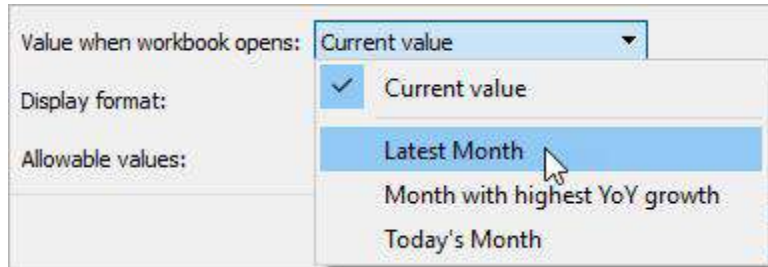 Value when workbook opens: Current value
Current value
Display format:
Latest Month
Allowable values:
Month with highest YoY growth
Today's Month